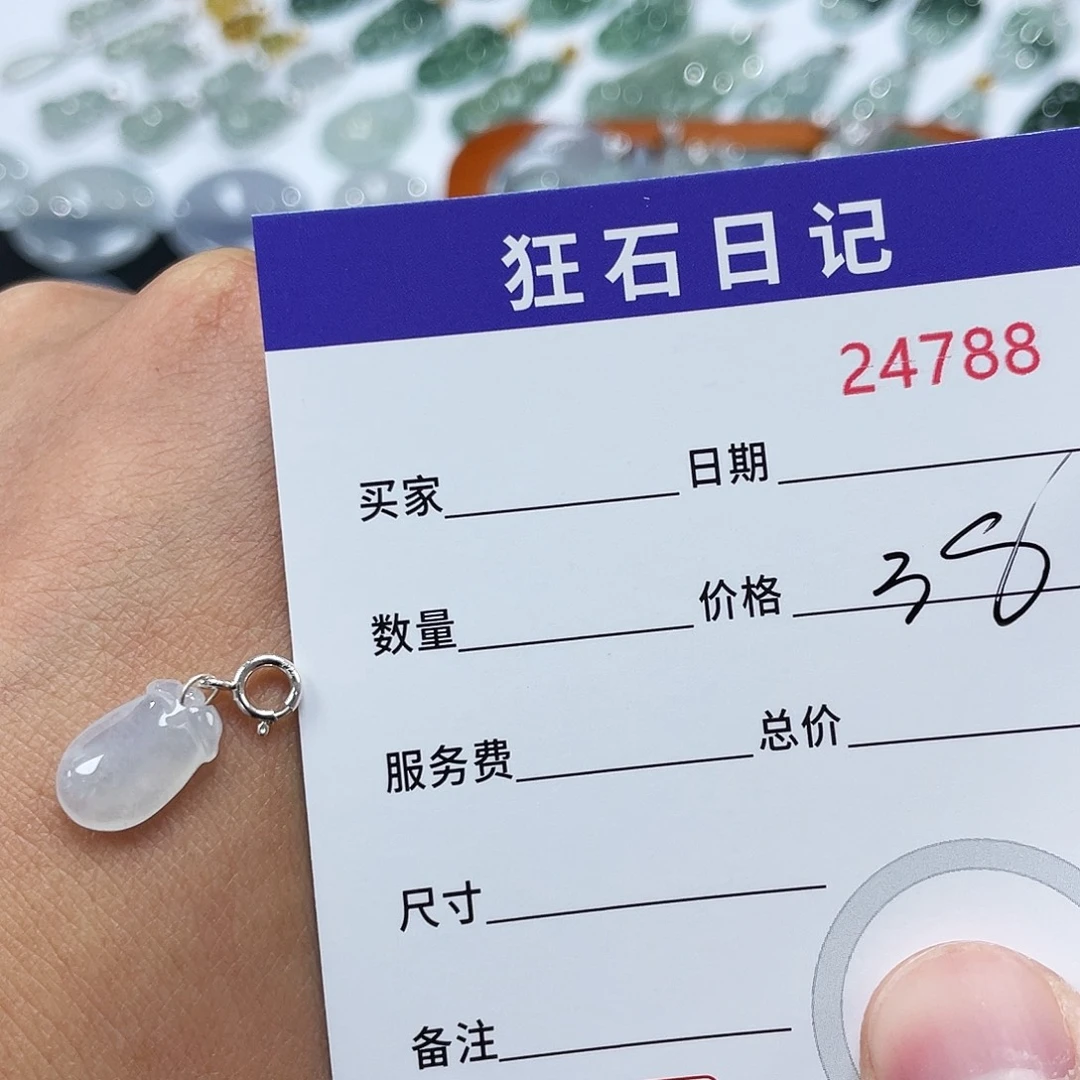 狂石日记
24788
买家 日期
数量 价格 38
服务费 总价
尺寸
备注